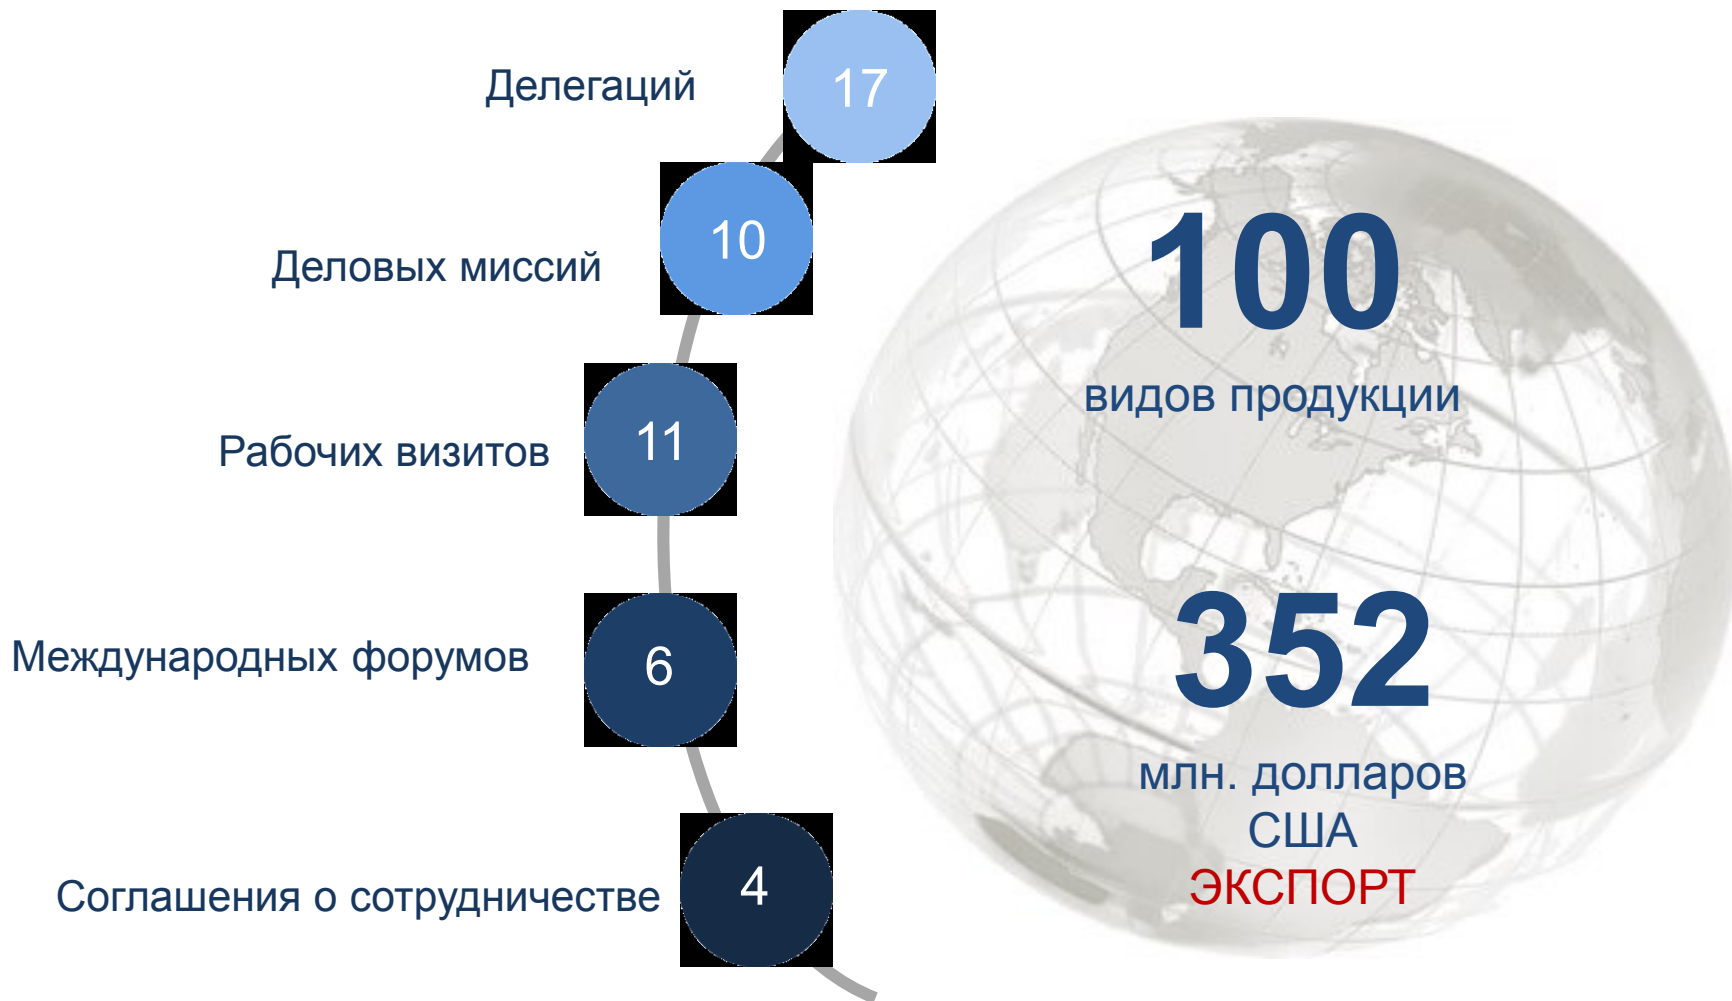 Делегаций
17
Деловых миссий
10
Рабочих визитов
11
Международных форумов
6
Соглашения о сотрудничестве
4
100
видов продукции
352
млн. долларов
США
ЭКСПОРТ